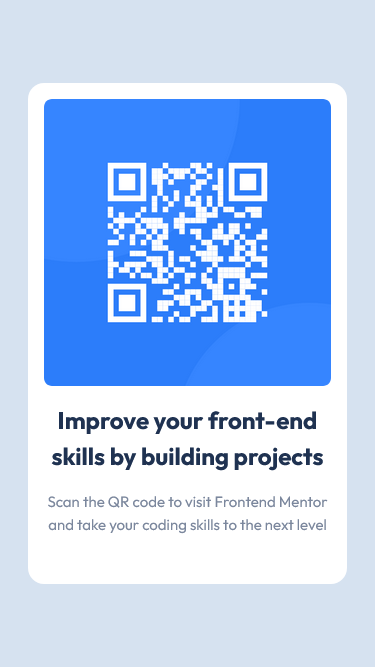 Improve your front-end
skills by building projects
Scan the QR code to visit Frontend Mentor
and take your coding skills to the next level